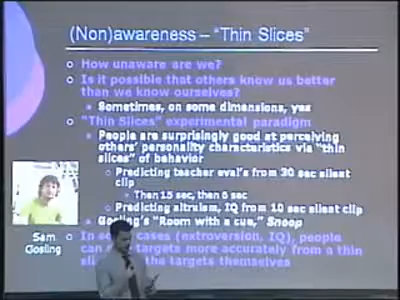 (Non)awareness – "Thin Slices"
How unaware are we?
Is it possible that others know us better
than we know ourselves?
Sometimes, on some dimensions, yes
"Thin Slices" experimental paradigm
People are surprisingly good at perceiving
others' personality characteristics via "thin
slices" of behavior
Predicting teacher eval's from 30 sec silent
clip
Then 15 sec, then 6 sec
Predicting altruism, IQ from 10 sec silent clip
Gosling's "Room with a cue," Snoop
Sam
Gosling
In cases (extroversion, IQ), people
can targets more accurately from a thin
the targets themselves